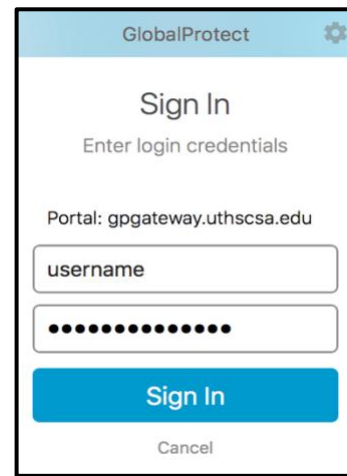 GlobalProtect
Sign In
Enter login credentials
Portal: gpgateway.uthscsa.edu
username
●●●●●●●●●●●●●●
Sign In
Cancel